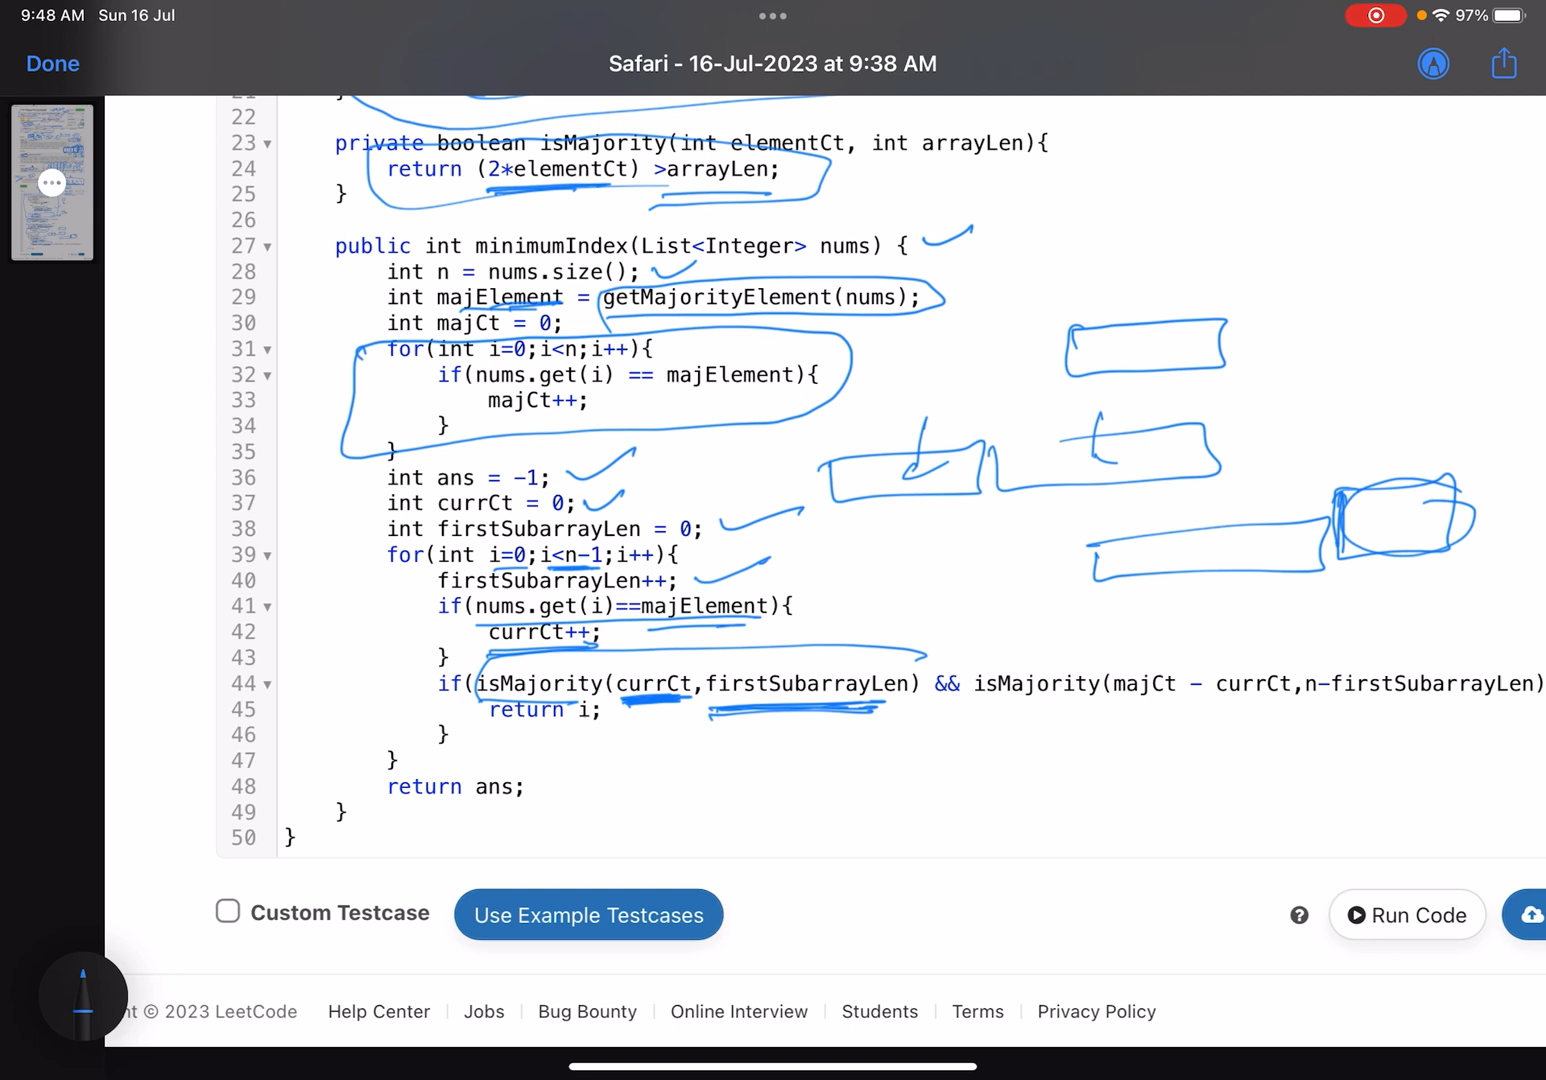 9:48 AM Sun 16 Jul
97%
Done
Safari - 16-Jul-2023 at 9:38 AM
22
23 private boolean isMajority(int elementCt, int arrayLen){
24 return (2*elementCt) >arrayLen;
25 }
26
27 public int minimumIndex(List<Integer> nums) {
28 int n = nums.size();
29 int majElement = getMajorityElement(nums);
30 int majCt = 0;
31 for(int i=0;i<n;i++){
32 if(nums.get(i) == majElement){
33 majCt++;
34 }
35 }
36 int ans = -1;
37 int currCt = 0;
38 int firstSubarrayLen = 0;
39 for(int i=0;i<n-1;i++){
40 firstSubarrayLen++;
41 if(nums.get(i)==majElement){
42 currCt++;
43 }
44 if(isMajority(currCt,firstSubarrayLen) && isMajority(majCt - currCt,n-firstSubarrayLen)
45 return i;
46 }
47 }
48 return ans;
49 }
50 }
Custom Testcase
Use Example Testcases
? Run Code
ht © 2023 LeetCode
Help Center
Jobs
Bug Bounty
Online Interview
Students
Terms
Privacy Policy